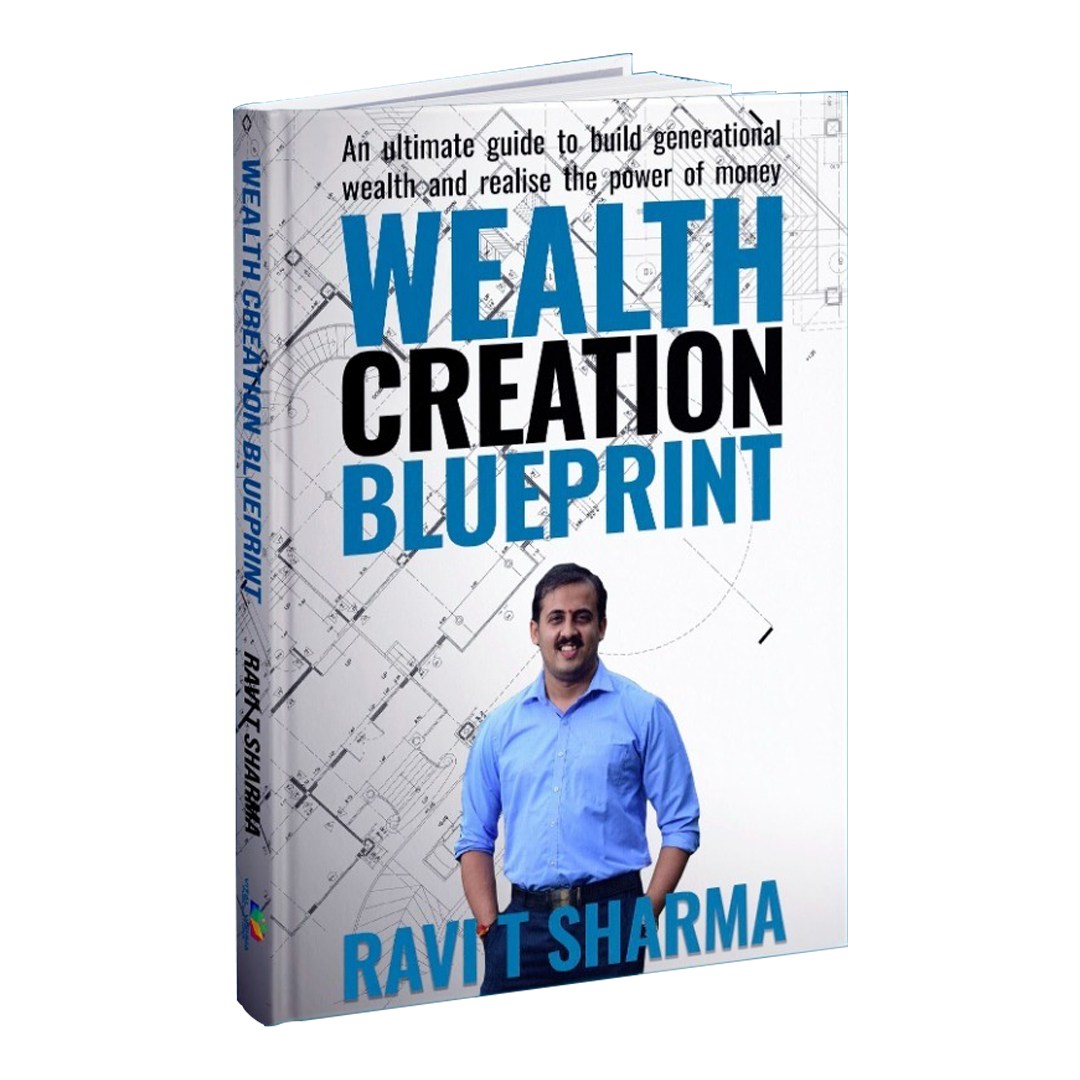 An ultimate guide to build generational
wealth and realise the power of money
WEALTH
CREATION
BLUEPRINT
RAVI T SHARMA
WEALTH CREATION BLUEPRINT RAVI T SHARMA